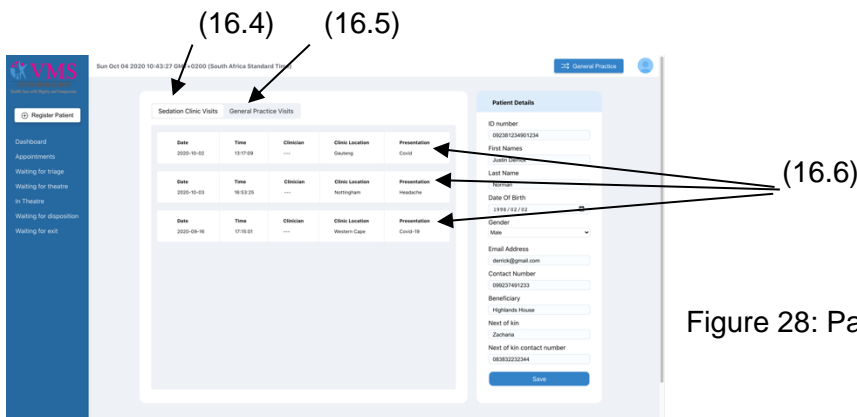 (16.4) (16.5)
VMS
Sun Oct 04 2020 10:43:27 GMT+0200 (South Africa Standard Time)
General Practice
Register Patient
Dashboard
Appointments
Waiting for triage
Waiting for theatre
In Theatre
Waiting for disposition
Waiting for exit
Sedation Clinic Visits General Practice Visits
Date Time Clinician Clinic Location Presentation
2020-10-02 13:17:09 --- Gauteng Covid
Date Time Clinician Clinic Location Presentation
2020-10-03 16:53:25 --- Nottingham Headache
Date Time Clinician Clinic Location Presentation
2020-09-16 17:15:01 --- Western Cape Covid-19
Patient Details
ID number
092381234901234
First Names
Justin Derrick
Last Name
Norman
Date Of Birth
1998/02/02
Gender
Male
Email Address
derrick@gmail.com
Contact Number
099237491233
Beneficiary
Highlands House
Next of kin
Zacharia
Next of kin contact number
083832232344
Save
(16.6)
Figure 28: Pa